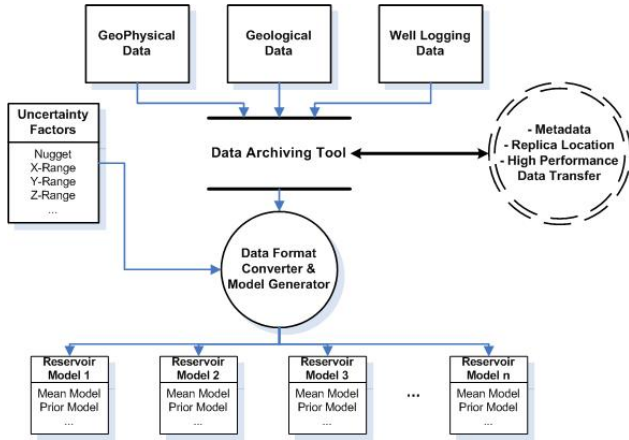 GeoPhysical
Data
Geological
Data
Well Logging
Data
Uncertainty
Factors
Nugget
X-Range
Y-Range
Z-Range
...
Data Archiving Tool
- Metadata
- Replica Location
- High Performance
Data Transfer
Data Format
Converter &
Model Generator
Reservoir
Model 1
Mean Model
Prior Model
...
Reservoir
Model 2
Mean Model
Prior Model
...
Reservoir
Model 3
Mean Model
Prior Model
...
...
Reservoir
Model n
Mean Model
Prior Model
...